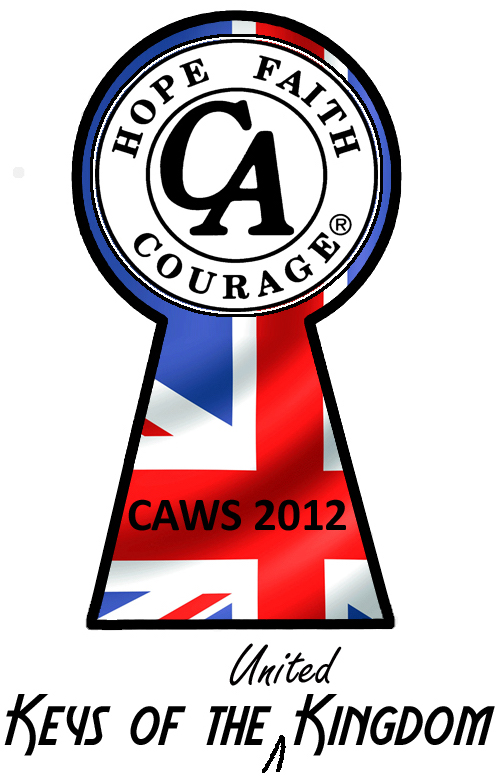 HOPE FAITH
CA
COURAGE®
CAWS 2012
United
KEYS OF THE KINGDOM